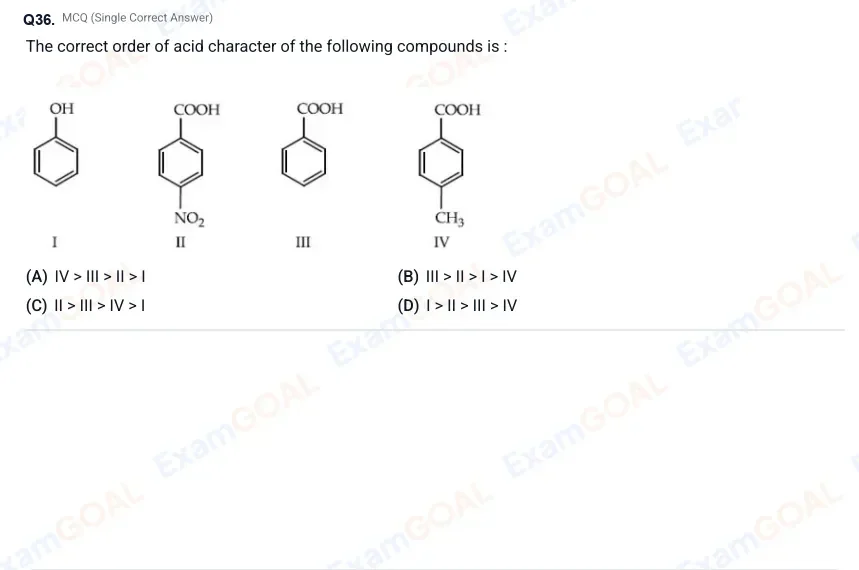 Q36. MCQ (Single Correct Answer)
The correct order of acid character of the following compounds is :
OH COOH COOH COOH
NO₂ CH₃
I II III IV
(A) IV > III > II > I (B) III > II > I > IV
(C) II > III > IV > I (D) I > II > III > IV
ExamGOAL